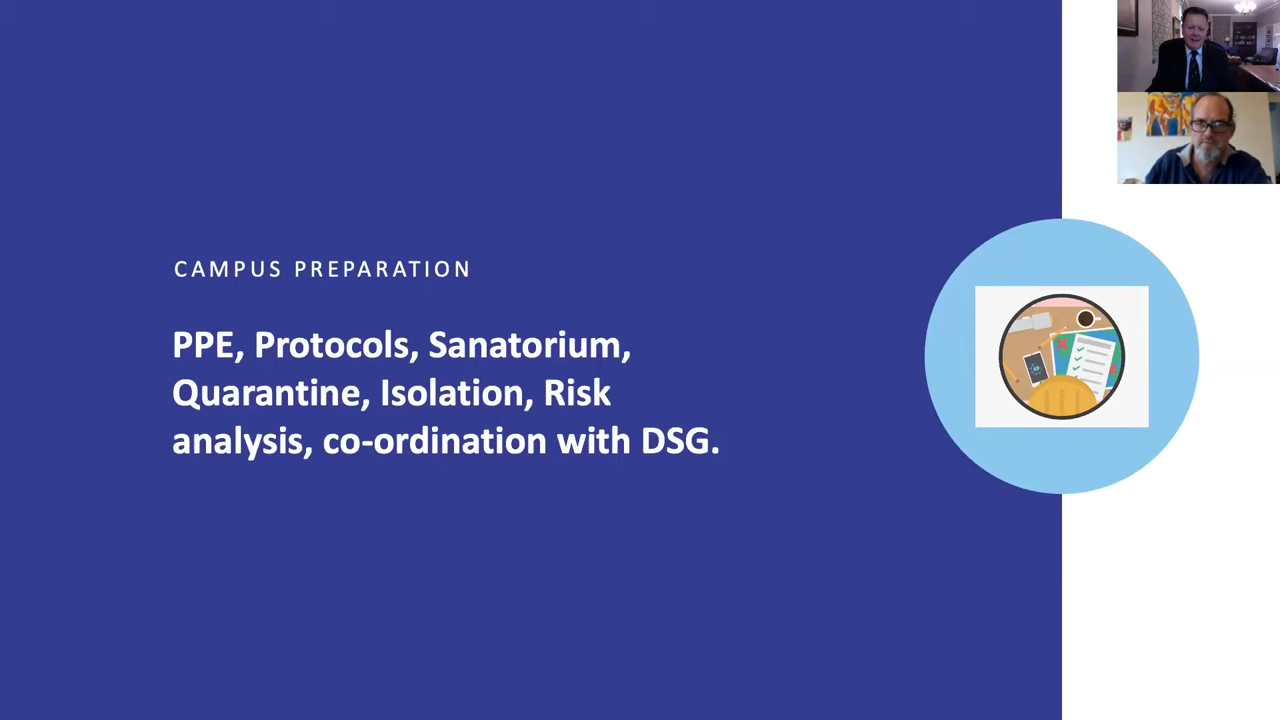 CAMPUS PREPARATION
PPE, Protocols, Sanatorium,
Quarantine, Isolation, Risk
analysis, co-ordination with DSG.